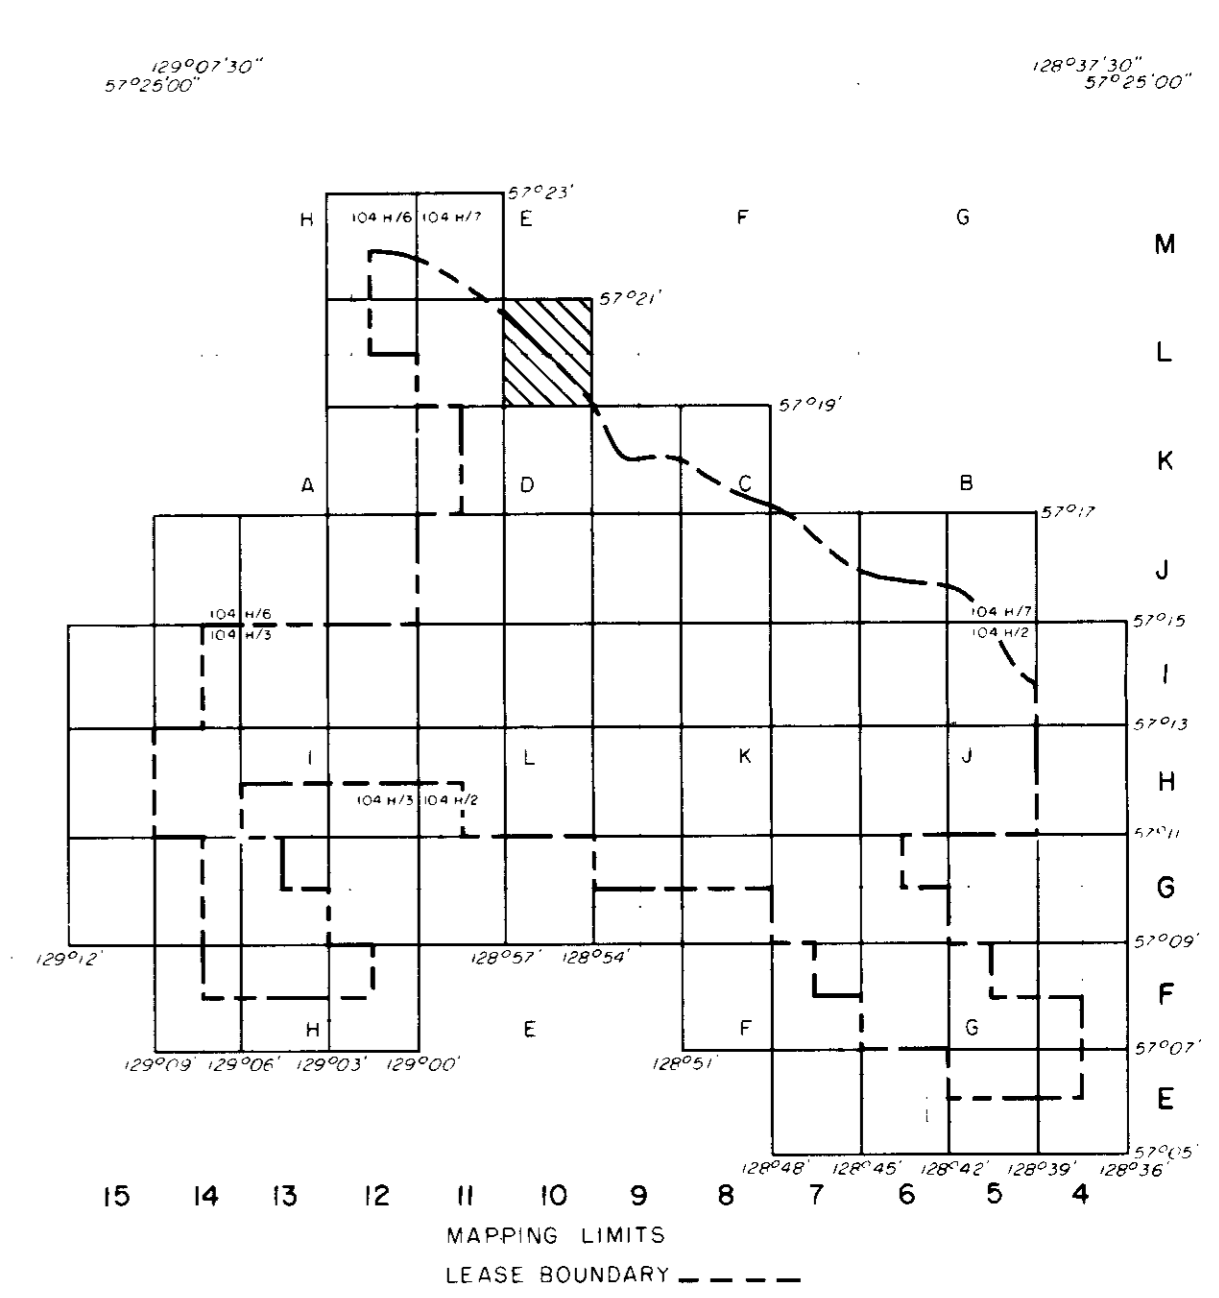 129°07'30"
57°25'00"
128°37'30"
57°25'00"
57°23'
H 104 H/6 104 H/7 E F G
M
57°21'
L
57°19'
K
A D C B
57°17'
J
104 H/6
104 H/3
104 H/7
104 H/2
57°15'
I
57°13'
I L K J
H
104 H/3 104 H/2
57°11'
G
57°09'
129°12' 128°57' 128°54'
F
H E F G
57°07'
129°09' 129°06' 129°03' 129°00' 128°51'
E
57°05'
128°48' 128°45' 128°42' 128°39' 128°36'
15 14 13 12 11 10 9 8 7 6 5 4
MAPPING LIMITS
LEASE BOUNDARY